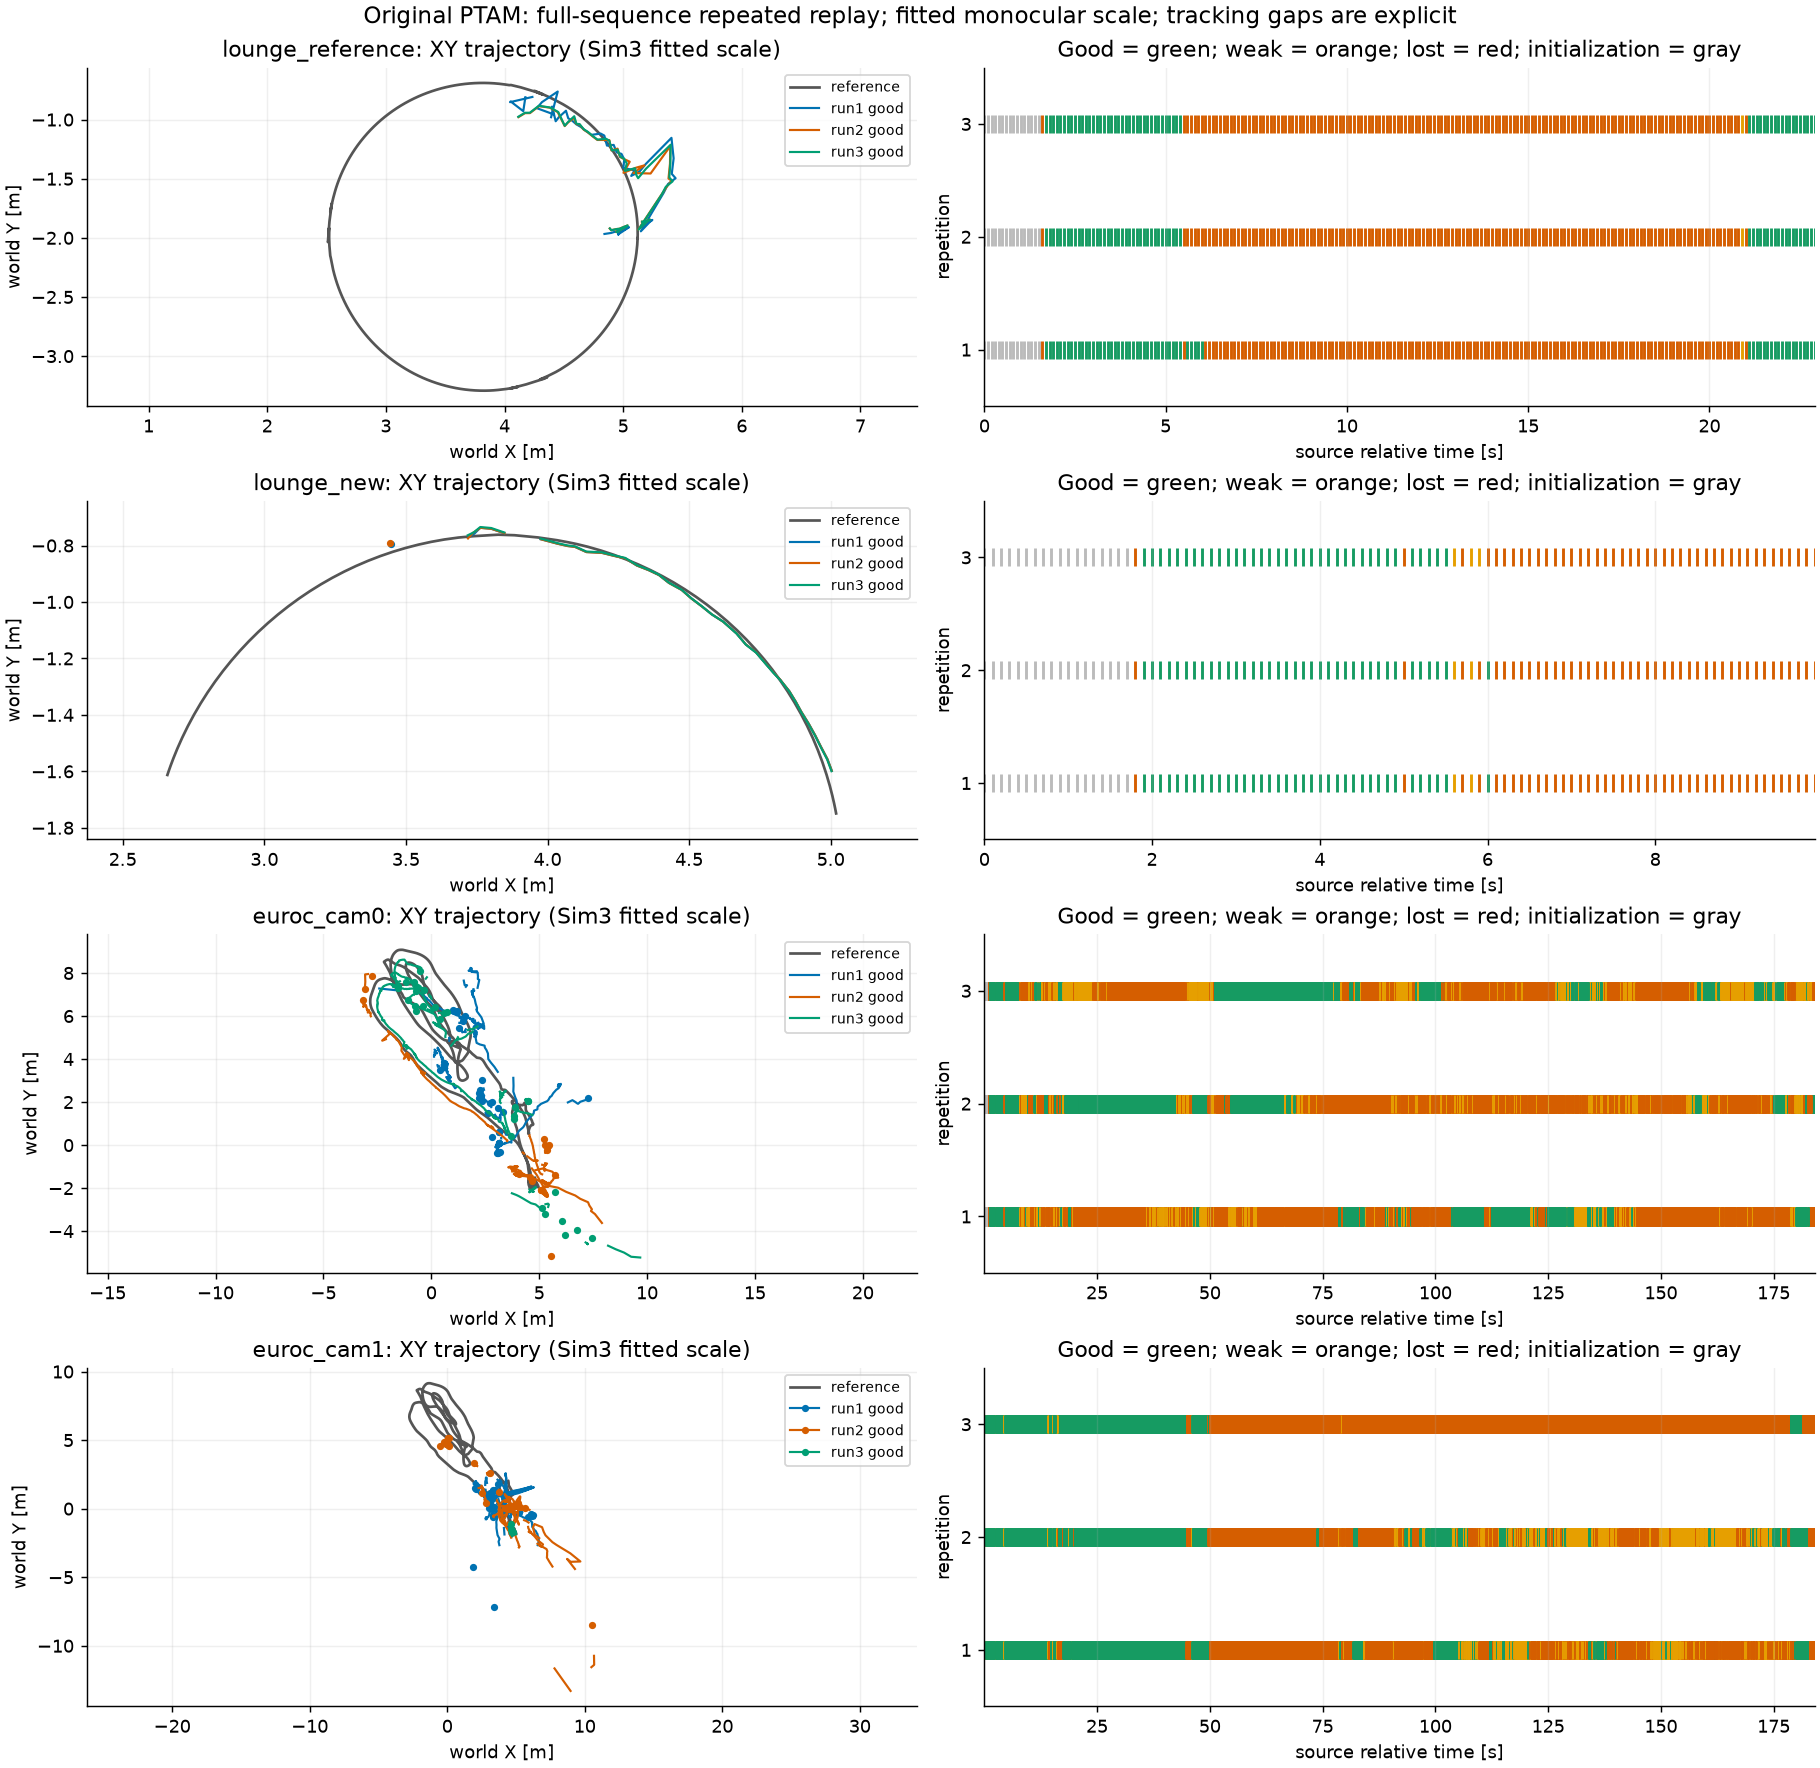 Original PTAM: full-sequence repeated replay; fitted monocular scale; tracking gaps are explicit
lounge_reference: XY trajectory (Sim3 fitted scale)
reference
run1 good
run2 good
run3 good
−1.0
−1.5
−2.0
−2.5
−3.0
world Y [m]
1 2 3 4 5 6 7
world X [m]
Good = green; weak = orange; lost = red; initialization = gray
3
2
1
repetition
0 5 10 15 20
source relative time [s]
lounge_new: XY trajectory (Sim3 fitted scale)
reference
run1 good
run2 good
run3 good
−0.8
−1.0
−1.2
−1.4
−1.6
−1.8
world Y [m]
2.5 3.0 3.5 4.0 4.5 5.0
world X [m]
Good = green; weak = orange; lost = red; initialization = gray
3
2
1
repetition
0 2 4 6 8
source relative time [s]
euroc_cam0: XY trajectory (Sim3 fitted scale)
reference
run1 good
run2 good
run3 good
8
6
4
2
0
−2
−4
world Y [m]
−15 −10 −5 0 5 10 15 20
world X [m]
Good = green; weak = orange; lost = red; initialization = gray
3
2
1
repetition
25 50 75 100 125 150 175
source relative time [s]
euroc_cam1: XY trajectory (Sim3 fitted scale)
reference
run1 good
run2 good
run3 good
10
5
0
−5
−10
world Y [m]
−20 −10 0 10 20 30
world X [m]
Good = green; weak = orange; lost = red; initialization = gray
3
2
1
repetition
25 50 75 100 125 150 175
source relative time [s]